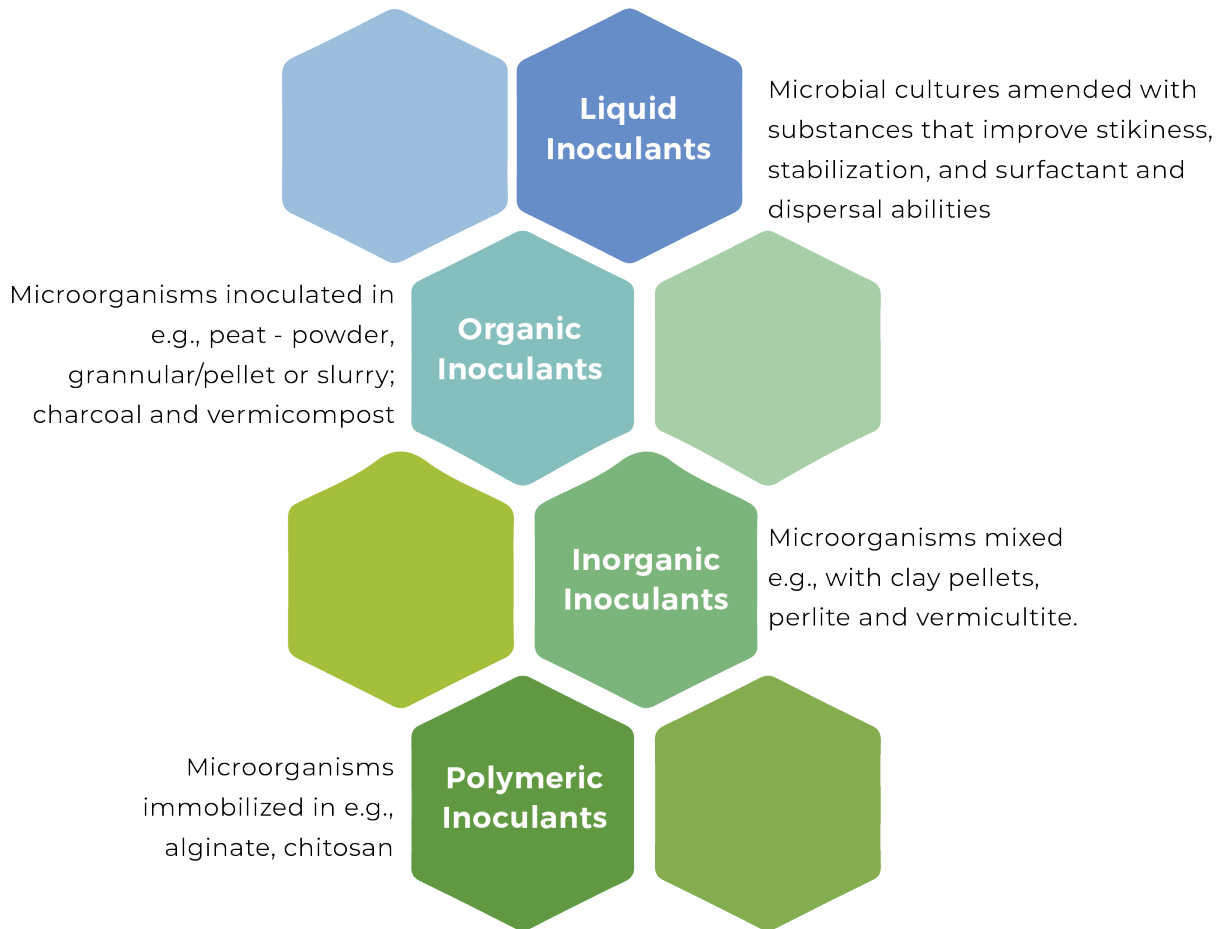 Liquid
Inoculants
Microbial cultures amended with
substances that improve stikiness,
stabilization, and surfactant and
dispersal abilities
Microorganisms inoculated in
e.g., peat - powder,
grannular/pellet or slurry;
charcoal and vermicompost
Organic
Inoculants
Inorganic
Inoculants
Microorganisms mixed
e.g., with clay pellets,
perlite and vermicultite.
Microorganisms
immobilized in e.g.,
alginate, chitosan
Polymeric
Inoculants